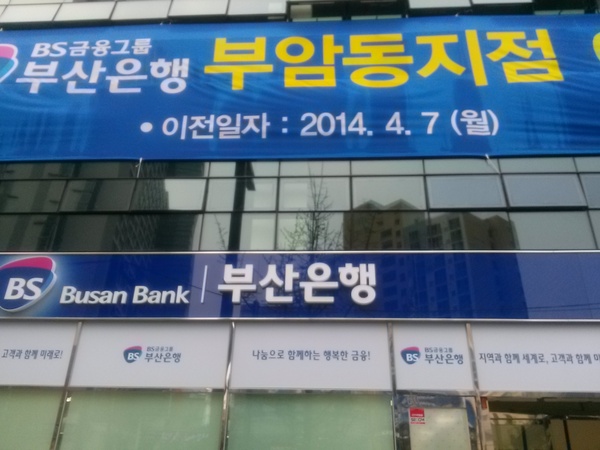 BS금융그룹
부산은행 부암동지점
• 이전일자 : 2014. 4. 7 (월)
BS Busan Bank | 부산은행
고객과 함께 미래로!
BS BS금융그룹 부산은행
나눔으로 함께하는 행복한 금융!
BS BS금융그룹 부산은행
지역과 함께 세계로, 고객과 함께